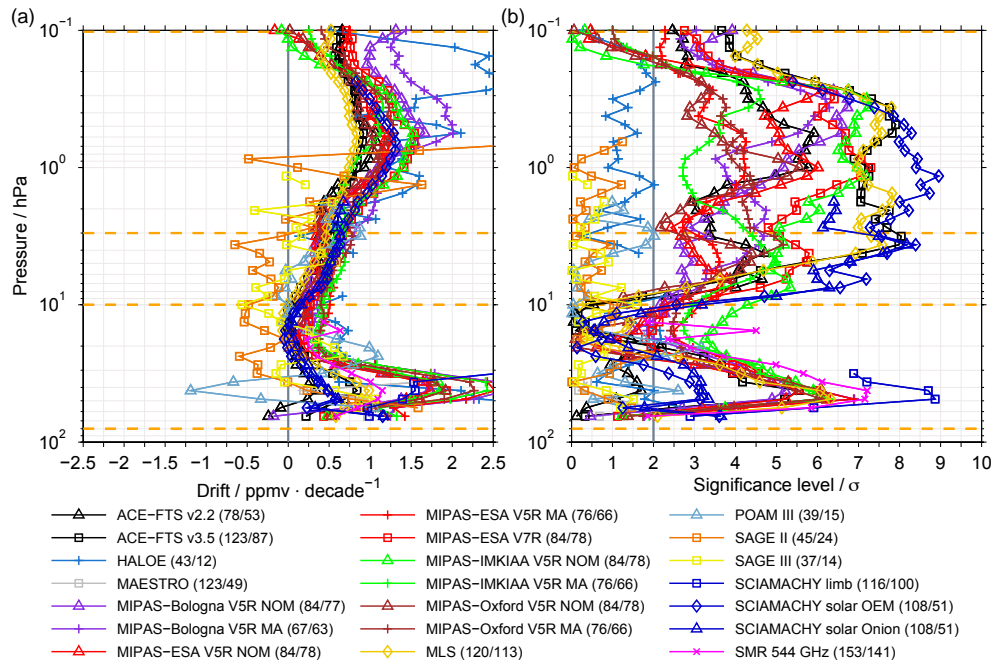 (a)
(b)
10−1
100
101
102
Pressure / hPa
10−1
100
101
102
−2.5 −2 −1.5 −1 −0.5 0 0.5 1 1.5 2 2.5
0 1 2 3 4 5 6 7 8 9 10
Drift / ppmv · decade−1
Significance level / σ
ACE−FTS v2.2 (78/53)
ACE−FTS v3.5 (123/87)
HALOE (43/12)
MAESTRO (123/49)
MIPAS−Bologna V5R NOM (84/77)
MIPAS−Bologna V5R MA (67/63)
MIPAS−ESA V5R NOM (84/78)
MIPAS−ESA V5R MA (76/66)
MIPAS−ESA V7R (84/78)
MIPAS−IMKIAA V5R NOM (84/78)
MIPAS−IMKIAA V5R MA (76/66)
MIPAS−Oxford V5R NOM (84/78)
MIPAS−Oxford V5R MA (76/66)
MLS (120/113)
POAM III (39/15)
SAGE II (45/24)
SAGE III (37/14)
SCIAMACHY limb (116/100)
SCIAMACHY solar OEM (108/51)
SCIAMACHY solar Onion (108/51)
SMR 544 GHz (153/141)